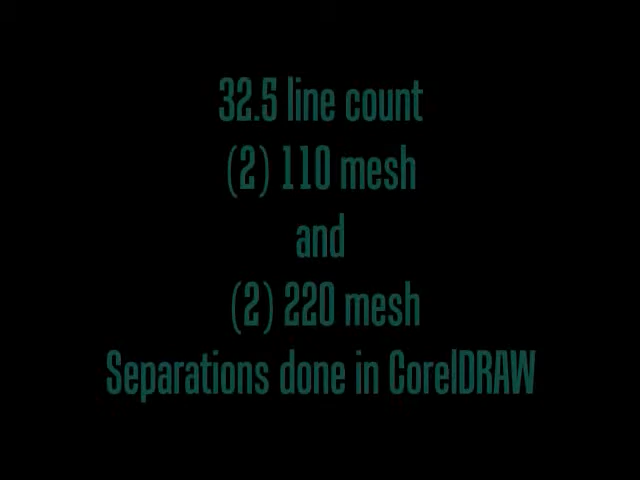 32.5 line count
(2) 110 mesh
and
(2) 220 mesh
Separations done in CorelDRAW